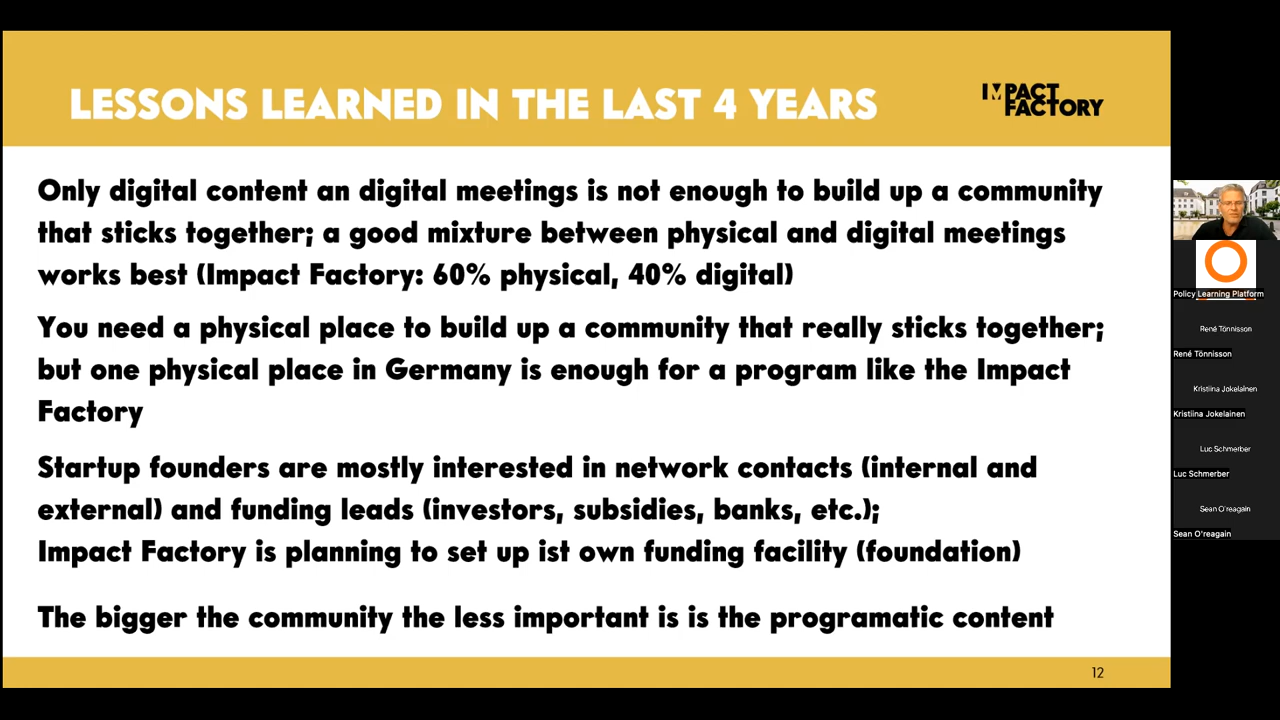 LESSONS LEARNED IN THE LAST 4 YEARS
IMPACT
FACTORY
Only digital content an digital meetings is not enough to build up a community
that sticks together; a good mixture between physical and digital meetings
works best (Impact Factory: 60% physical, 40% digital)
You need a physical place to build up a community that really sticks together;
but one physical place in Germany is enough for a program like the Impact
Factory
Startup founders are mostly interested in network contacts (internal and
external) and funding leads (investors, subsidies, banks, etc.);
Impact Factory is planning to set up ist own funding facility (foundation)
The bigger the community the less important is is the programatic content
12
Policy Learning Platform
René Tõnnisson
René Tõnnisson
Kristiina Jokelainen
Kristiina Jokelainen
Luc Schmerber
Luc Schmerber
Sean O'reagain
Sean O'reagain